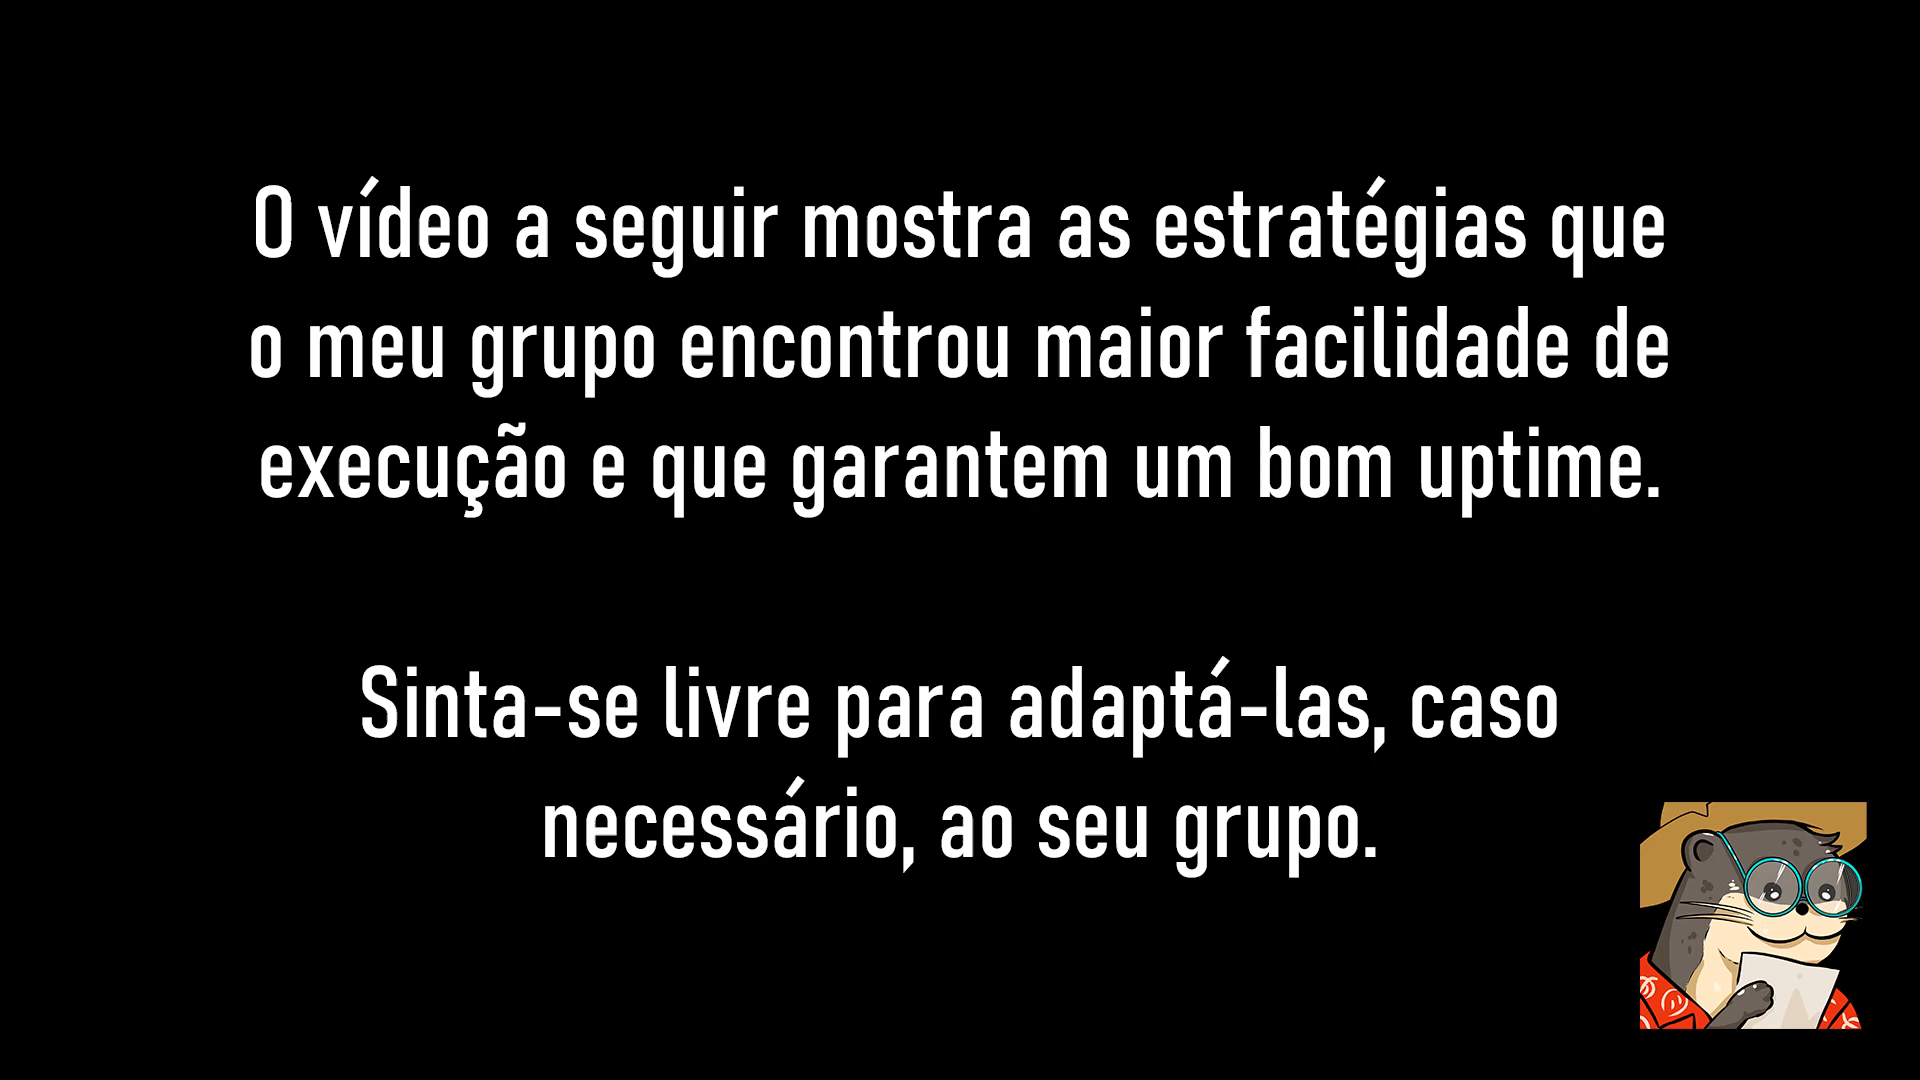 O vídeo a seguir mostra as estratégias que
o meu grupo encontrou maior facilidade de
execução e que garantem um bom uptime.
Sinta-se livre para adaptá-las, caso
necessário, ao seu grupo.